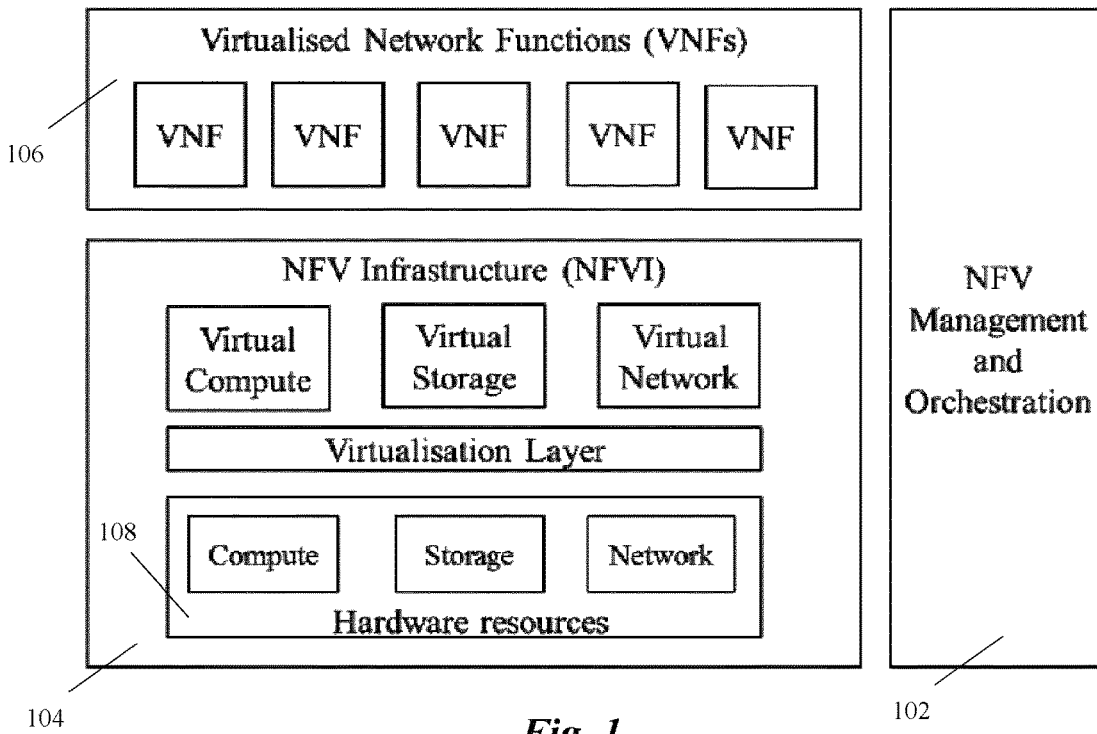 Virtualised Network Functions (VNFs)
VNF VNF VNF VNF VNF
106
NFV Infrastructure (NFVI)
Virtual Compute
Virtual Storage
Virtual Network
Virtualisation Layer
108
Compute Storage Network
Hardware resources
104
NFV
Management
and
Orchestration
102
Fig. 1